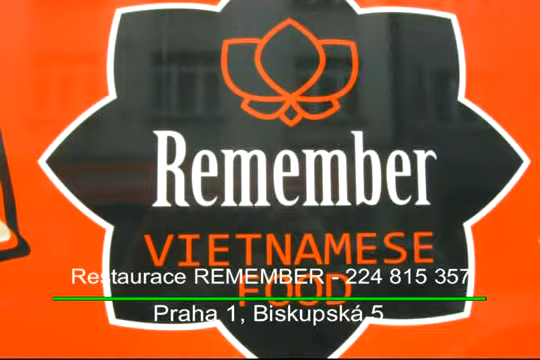 Remember
VIETNAMESE
FOOD
Restaurace REMEMBER - 224 815 357
Praha 1, Biskupská 5